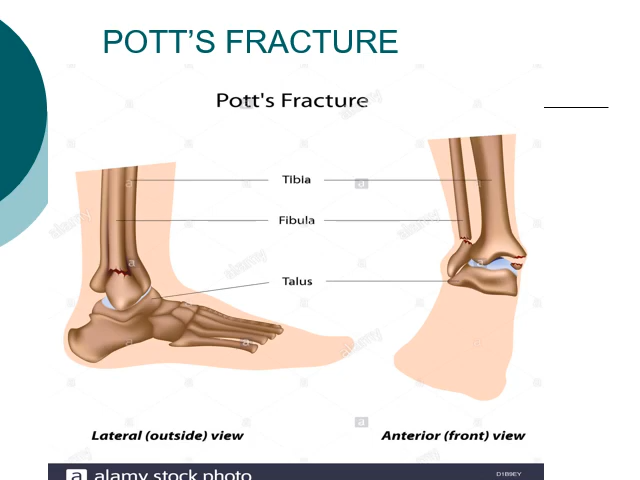 POTT’S FRACTURE
Pott's Fracture
Tibia
Fibula
Talus
Lateral (outside) view
Anterior (front) view
a alamy stock photo
D1B9EY